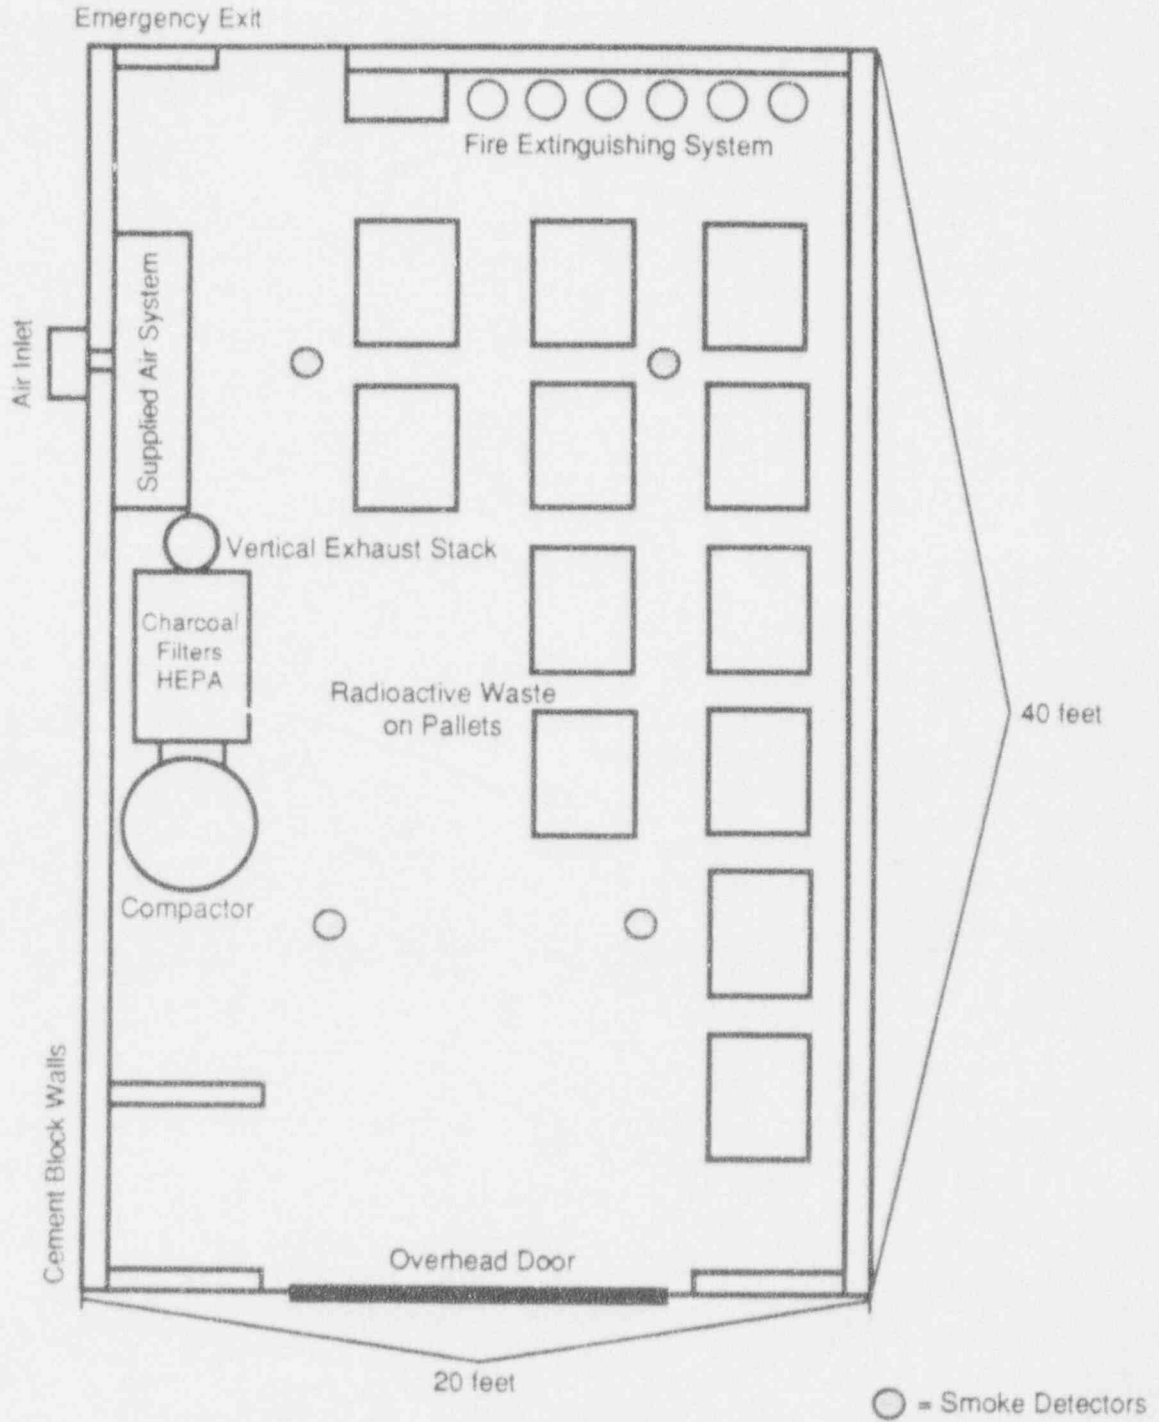 Emergency Exit
Fire Extinguishing System
Air Inlet
Supplied Air System
Vertical Exhaust Stack
Charcoal
Filters
HEPA
Radioactive Waste
on Pallets
40 feet
Compactor
Cement Block Walls
Overhead Door
20 feet
= Smoke Detectors